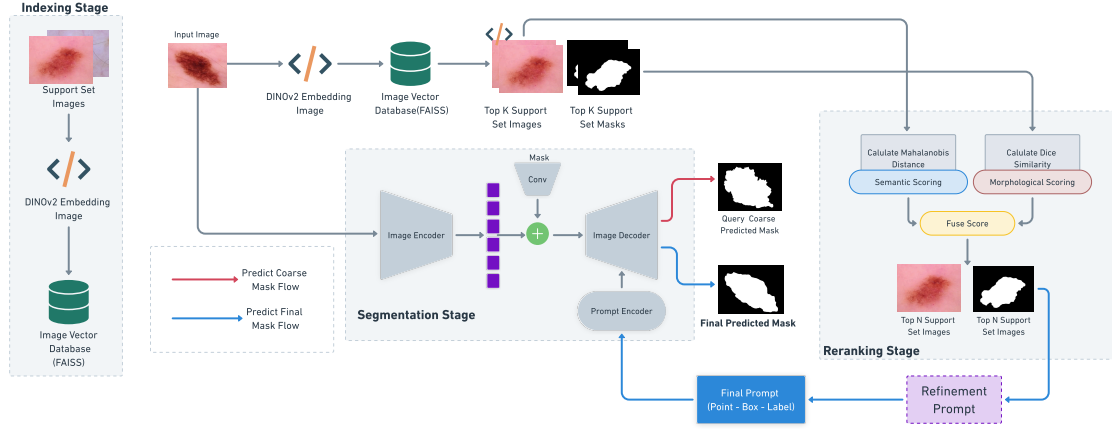 Indexing Stage
Support Set
Images
DINOv2 Embedding
Image
Image Vector
Database
(FAISS)
Input Image
DINOv2 Embedding
Image
Image Vector
Database(FAISS)
Top K Support
Set Images
Top K Support
Set Masks
Predict Coarse
Mask Flow
Predict Final
Mask Flow
Mask
Conv
Image Encoder
Image Decoder
Prompt Encoder
Segmentation Stage
Query Coarse
Predicted Mask
Final Predicted Mask
Calulate Mahalanobis
Distance
Semantic Scoring
Calulate Dice
Similarity
Morphological Scoring
Fuse Score
Top N Support
Set Images
Top N Support
Set Images
Reranking Stage
Refinement
Prompt
Final Prompt
(Point - Box - Label)